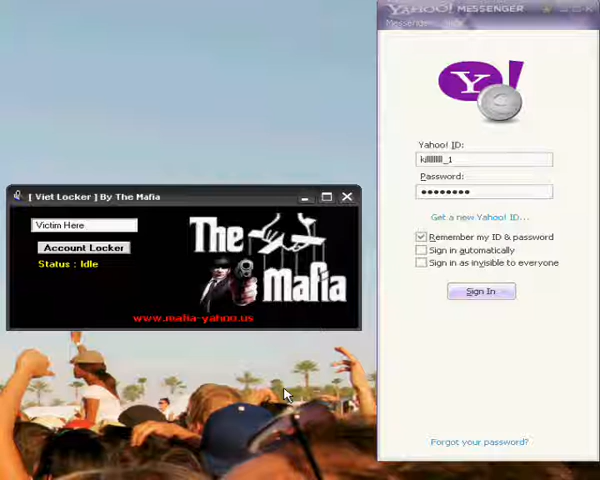 YAHOO! MESSENGER
Messenger Help
Y!
Yahoo! ID:
Password:
Get a new Yahoo! ID...
Remember my ID & password
Sign in automatically
Sign in as invisible to everyone
Sign In
Forgot your password?
[ Viet Locker ] By The Mafia
Victim Here
Account Locker
Status : Idle
The
Mafia
www.mafia-yahoo.us